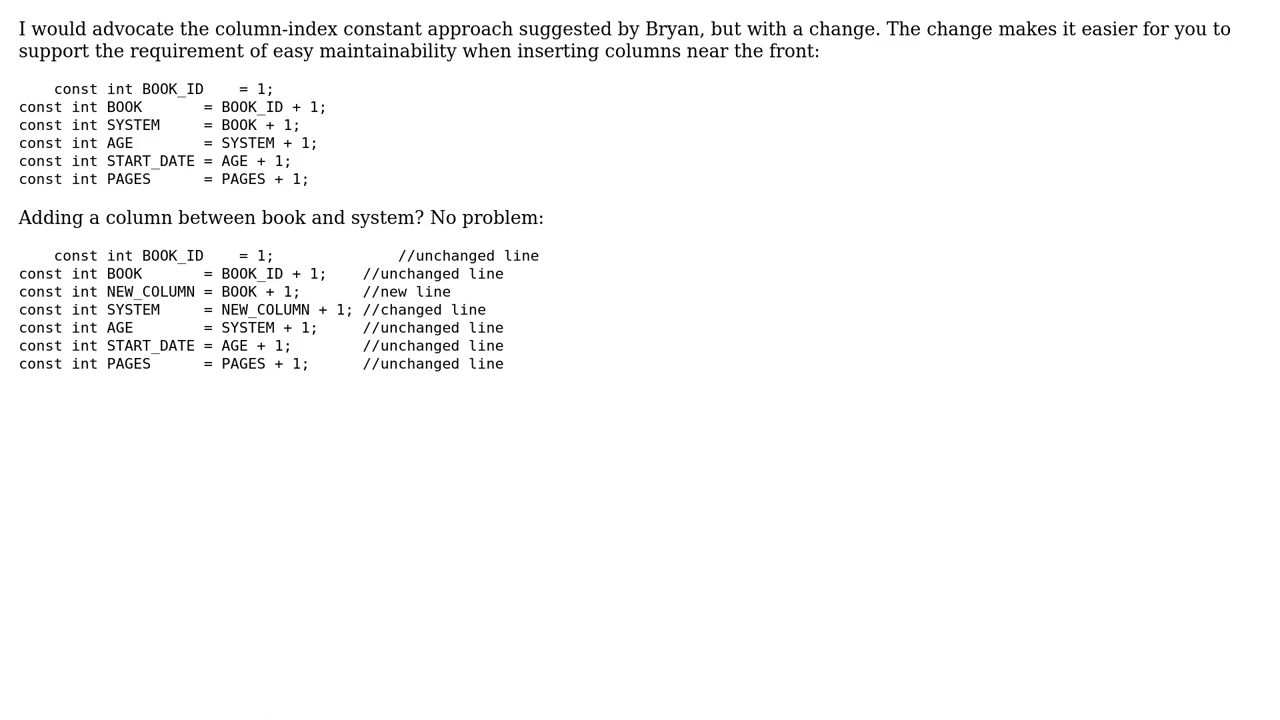 I would advocate the column-index constant approach suggested by Bryan, but with a change. The change makes it easier for you to
support the requirement of easy maintainability when inserting columns near the front:
    const int BOOK_ID    = 1;
const int BOOK       = BOOK_ID + 1;
const int SYSTEM     = BOOK + 1;
const int AGE        = SYSTEM + 1;
const int START_DATE = AGE + 1;
const int PAGES      = PAGES + 1;
Adding a column between book and system? No problem:
    const int BOOK_ID    = 1;              //unchanged line
const int BOOK       = BOOK_ID + 1;    //unchanged line
const int NEW_COLUMN = BOOK + 1;       //new line
const int SYSTEM     = NEW_COLUMN + 1; //changed line
const int AGE        = SYSTEM + 1;     //unchanged line
const int START_DATE = AGE + 1;        //unchanged line
const int PAGES      = PAGES + 1;      //unchanged line